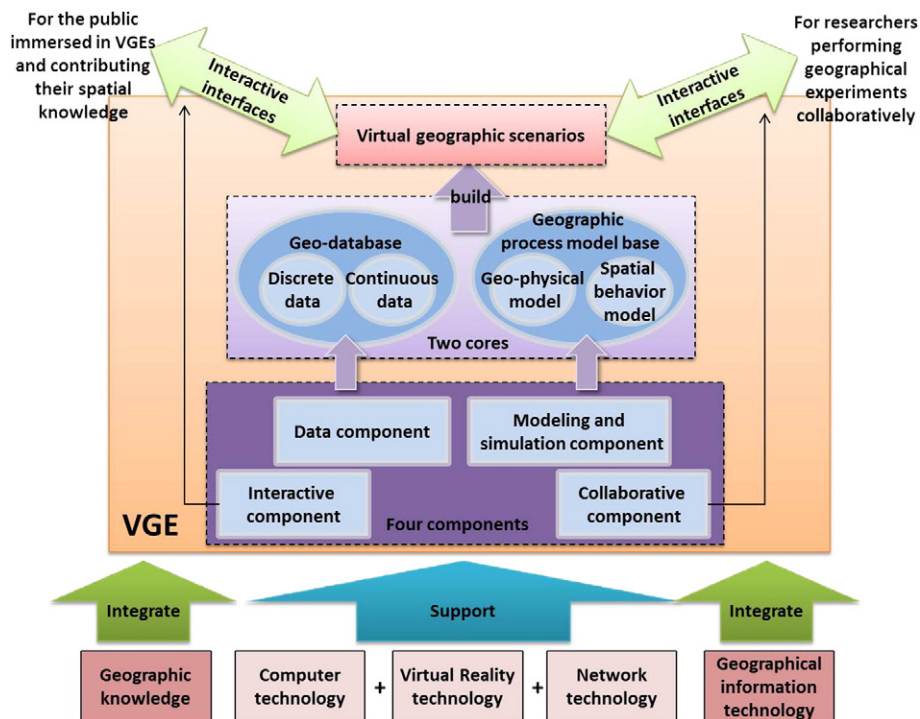 For the public
immersed in VGEs
and contributing
their spatial
knowledge
Interactive
interfaces
Virtual geographic scenarios
Interactive
interfaces
For researchers
performing
geographical
experiments
collaboratively
build
Geo-database
Discrete
data
Continuous
data
Geographic
process model base
Geo-physical
model
Spatial
behavior
model
Two cores
Data component
Modeling and
simulation component
Interactive
component
Collaborative
component
Four components
VGE
Integrate
Support
Integrate
Geographic
knowledge
Computer
technology
+
Virtual Reality
technology
+
Network
technology
Geographical
information
technology